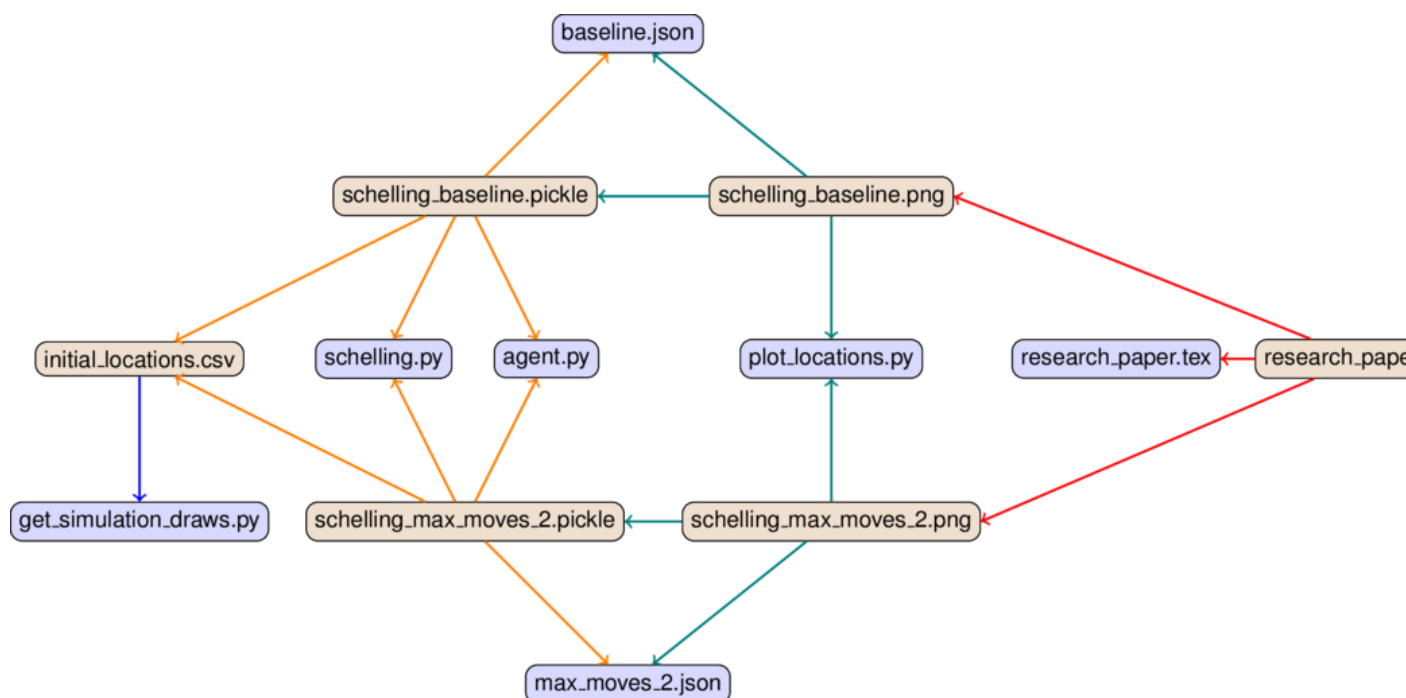 baseline.json
schelling_baseline.pickle
schelling_baseline.png
initial_locations.csv
schelling.py
agent.py
plot_locations.py
research_paper.tex
research_pape
get_simulation_draws.py
schelling_max_moves_2.pickle
schelling_max_moves_2.png
max_moves_2.json